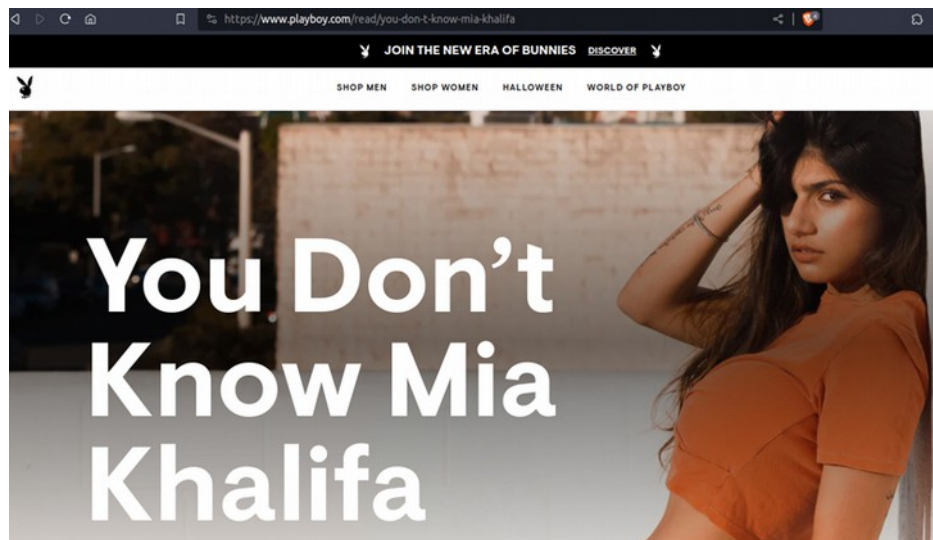 https://www.playboy.com/read/you-don-t-know-mia-khalifa
JOIN THE NEW ERA OF BUNNIES DISCOVER
SHOP MEN SHOP WOMEN HALLOWEEN WORLD OF PLAYBOY
You Don’t
Know Mia
Khalifa